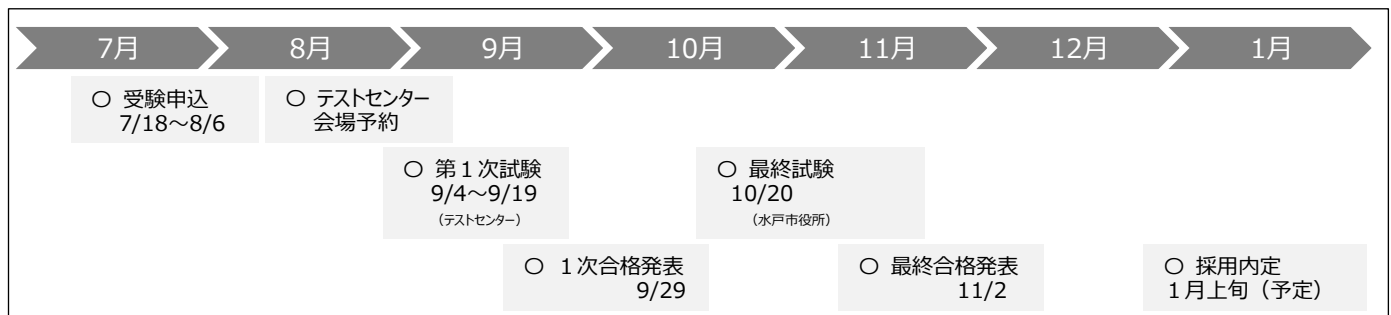 7月
8月
9月
10月
11月
12月
1月
〇 受験申込
7/18～8/6
〇 テストセンター
会場予約
〇 第１次試験
9/4～9/19
（テストセンター）
〇 最終試験
10/20
（水戸市役所）
〇 １次合格発表
9/29
〇 最終合格発表
11/2
〇 採用内定
１月上旬（予定）